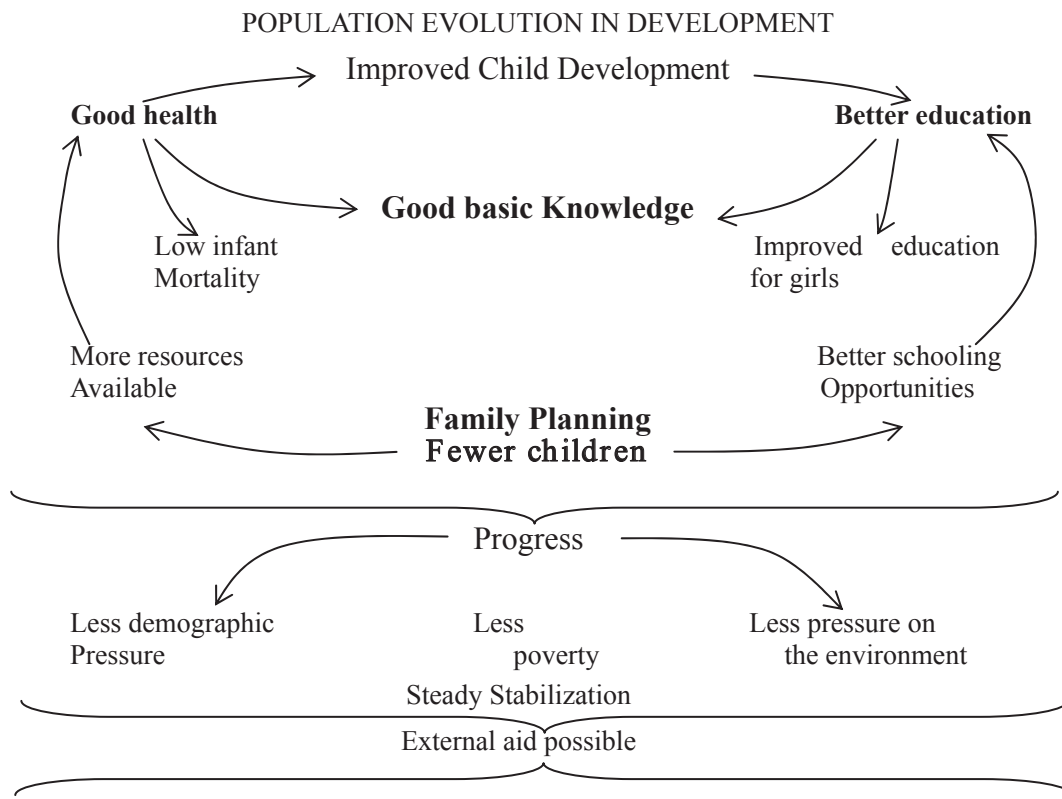 POPULATION EVOLUTION IN DEVELOPMENT
Improved Child Development
Good health
Better education
Good basic Knowledge
Low infant
Mortality
Improved education
for girls
More resources
Available
Better schooling
Opportunities
Family Planning
Fewer children
Progress
Less demographic
Pressure
Less
poverty
Less pressure on
the environment
Steady Stabilization
External aid possible